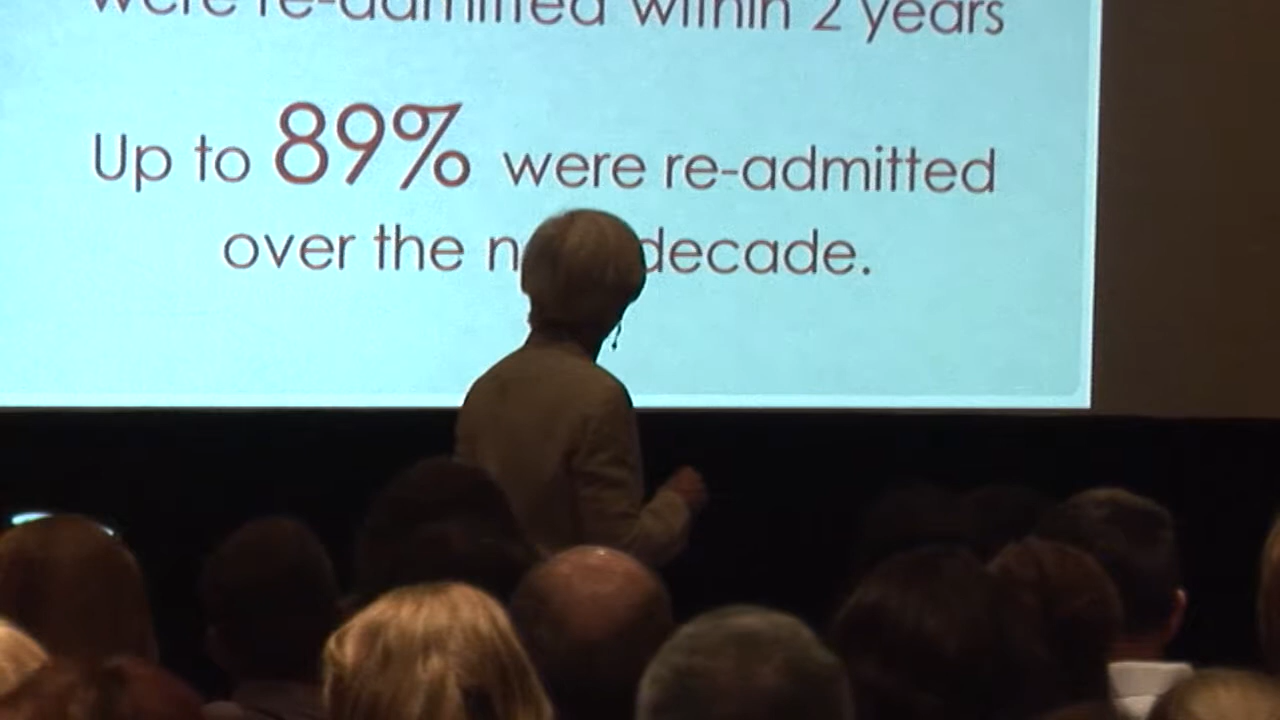 were re-admitted within 2 years
Up to 89% were re-admitted
over the decade.